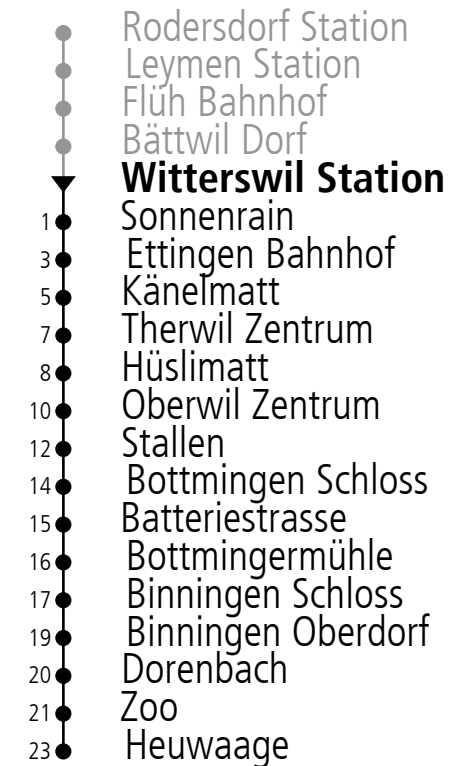 Rodersdorf Station
Leymen Station
Flüh Bahnhof
Bättwil Dorf
Witterswil Station
1 Sonnenrain
3 Ettingen Bahnhof
5 Känelmatt
7 Therwil Zentrum
8 Hüslimatt
10 Oberwil Zentrum
12 Stallen
14 Bottmingen Schloss
15 Batteriestrasse
16 Bottmingermühle
17 Binningen Schloss
19 Binningen Oberdorf
20 Dorenbach
21 Zoo
23 Heuwaage